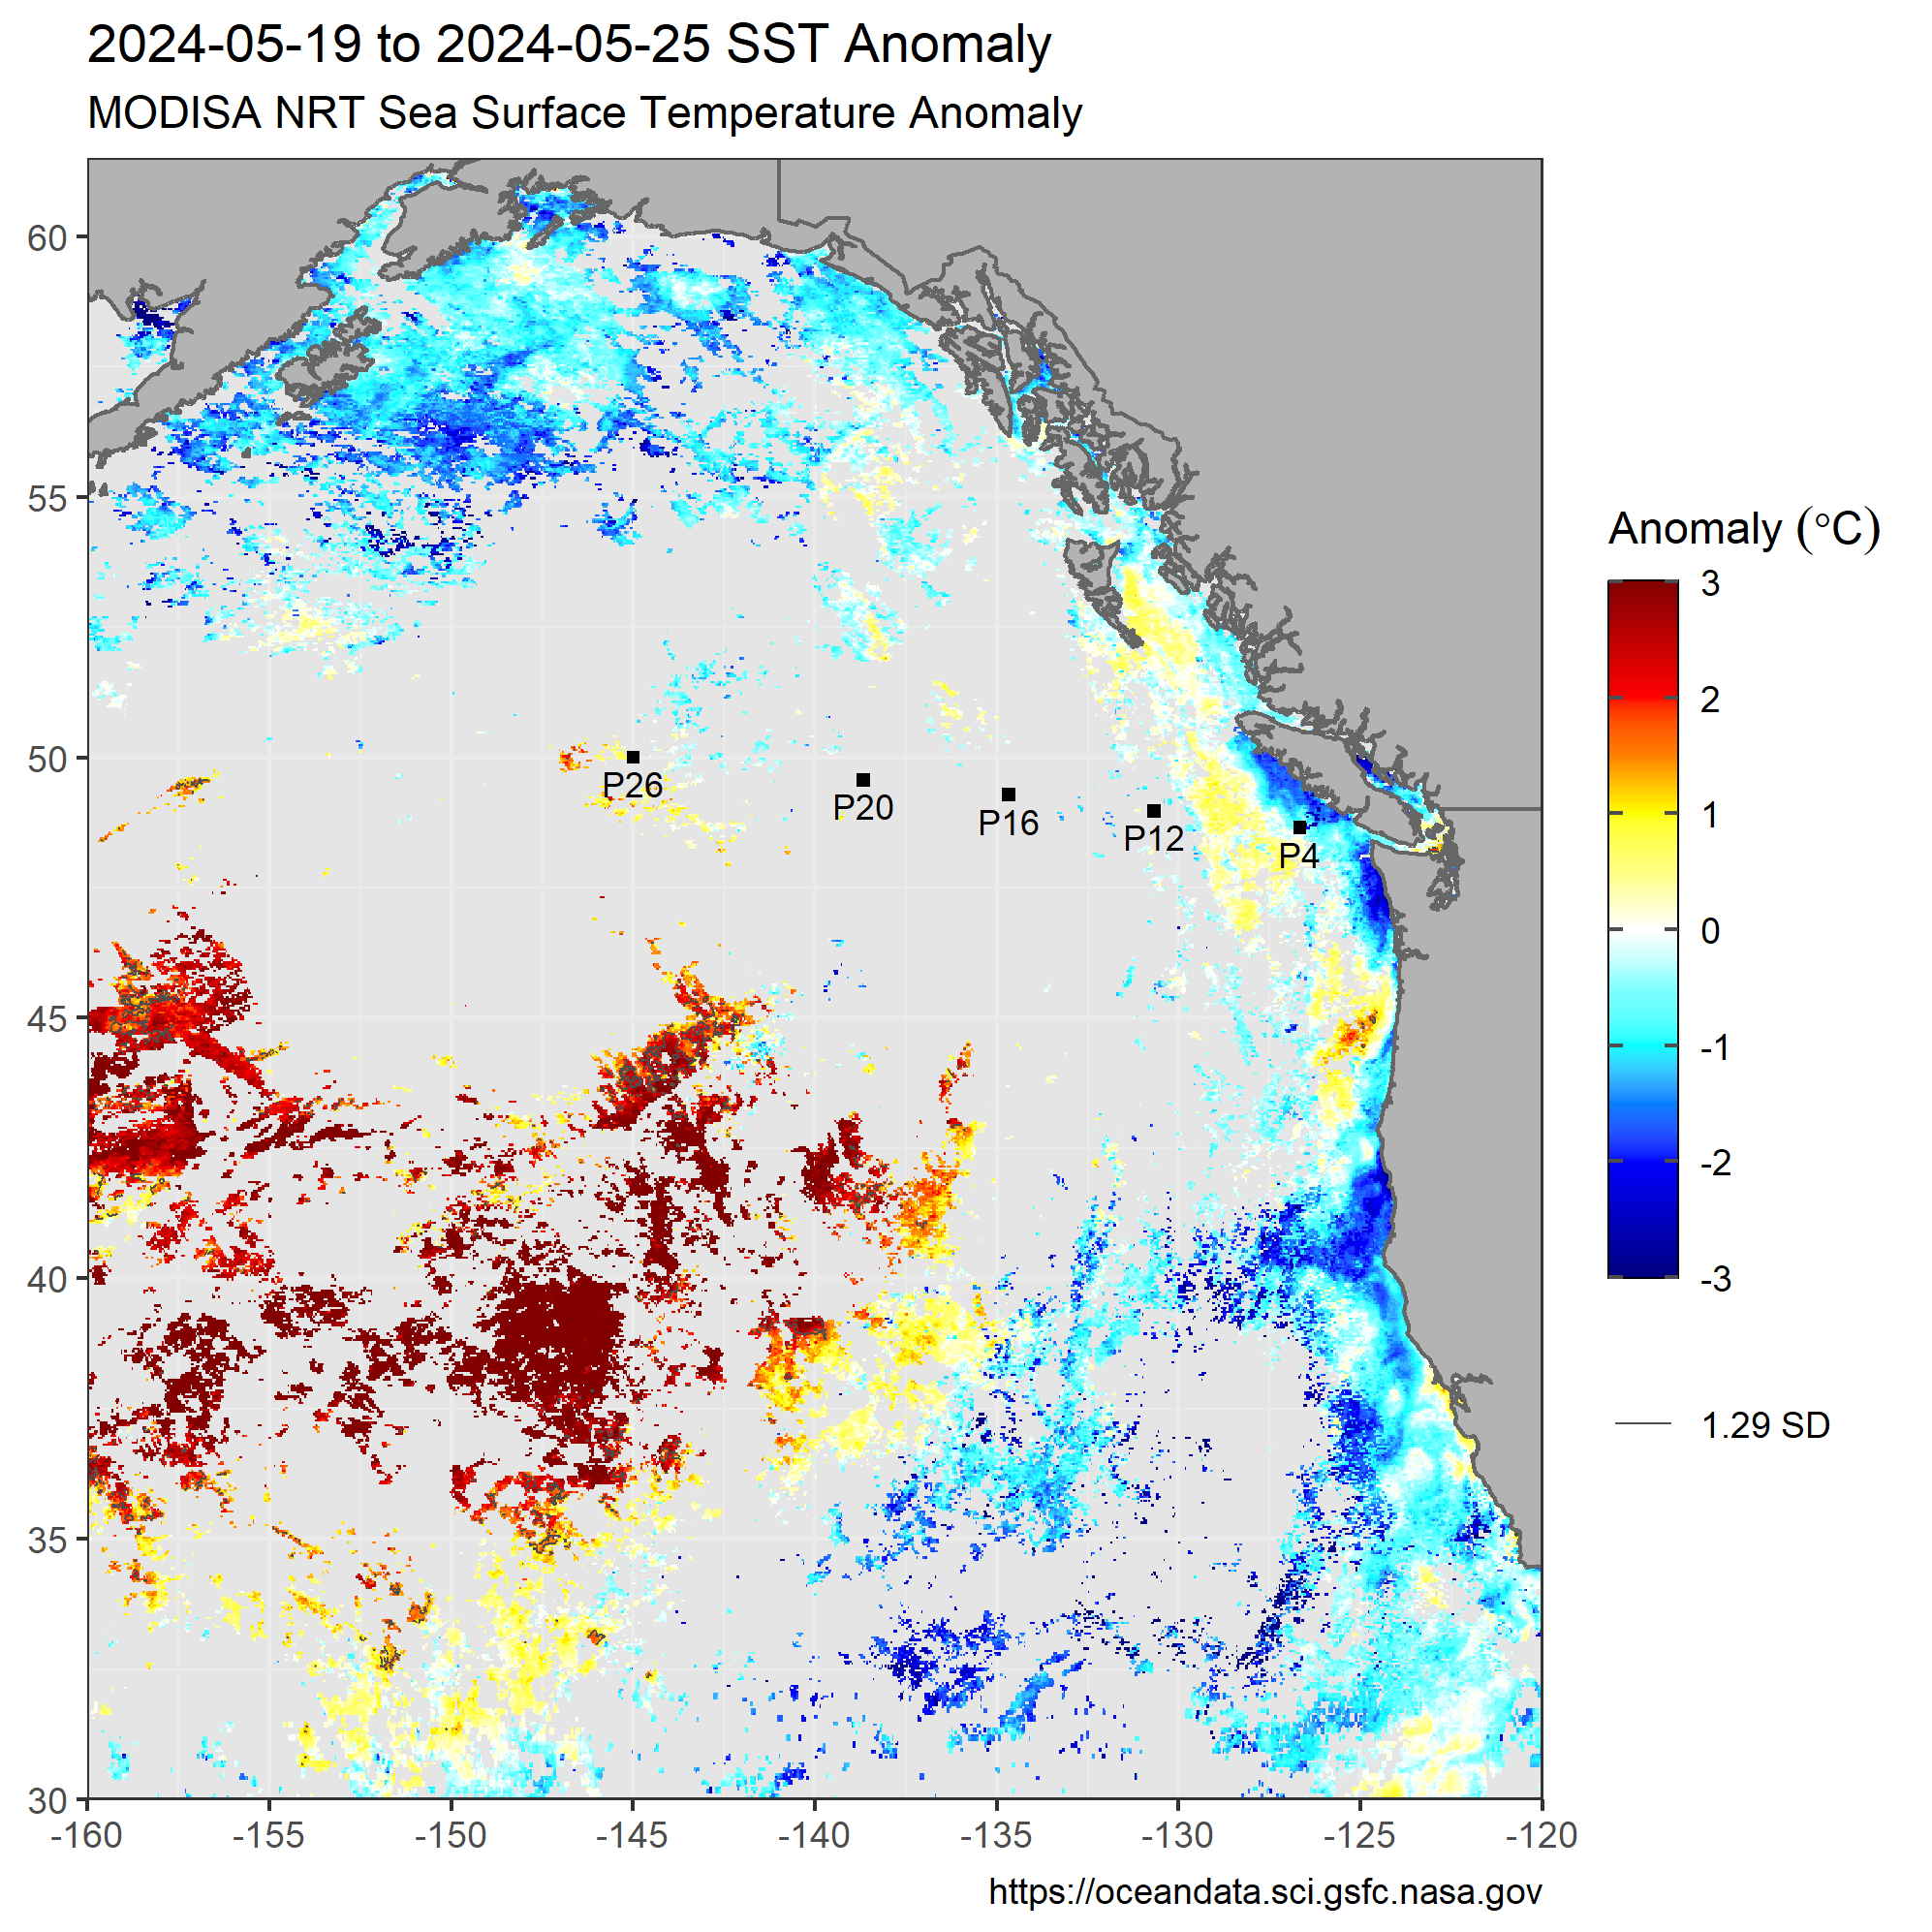 2024-05-19 to 2024-05-25 SST Anomaly
MODISA NRT Sea Surface Temperature Anomaly
60
55
50
45
40
35
30
-160
-155
-150
-145
-140
-135
-130
-125
-120
P26
P20
P16
P12
P4
Anomaly (°C)
3
2
1
0
-1
-2
-3
1.29 SD
https://oceandata.sci.gsfc.nasa.gov